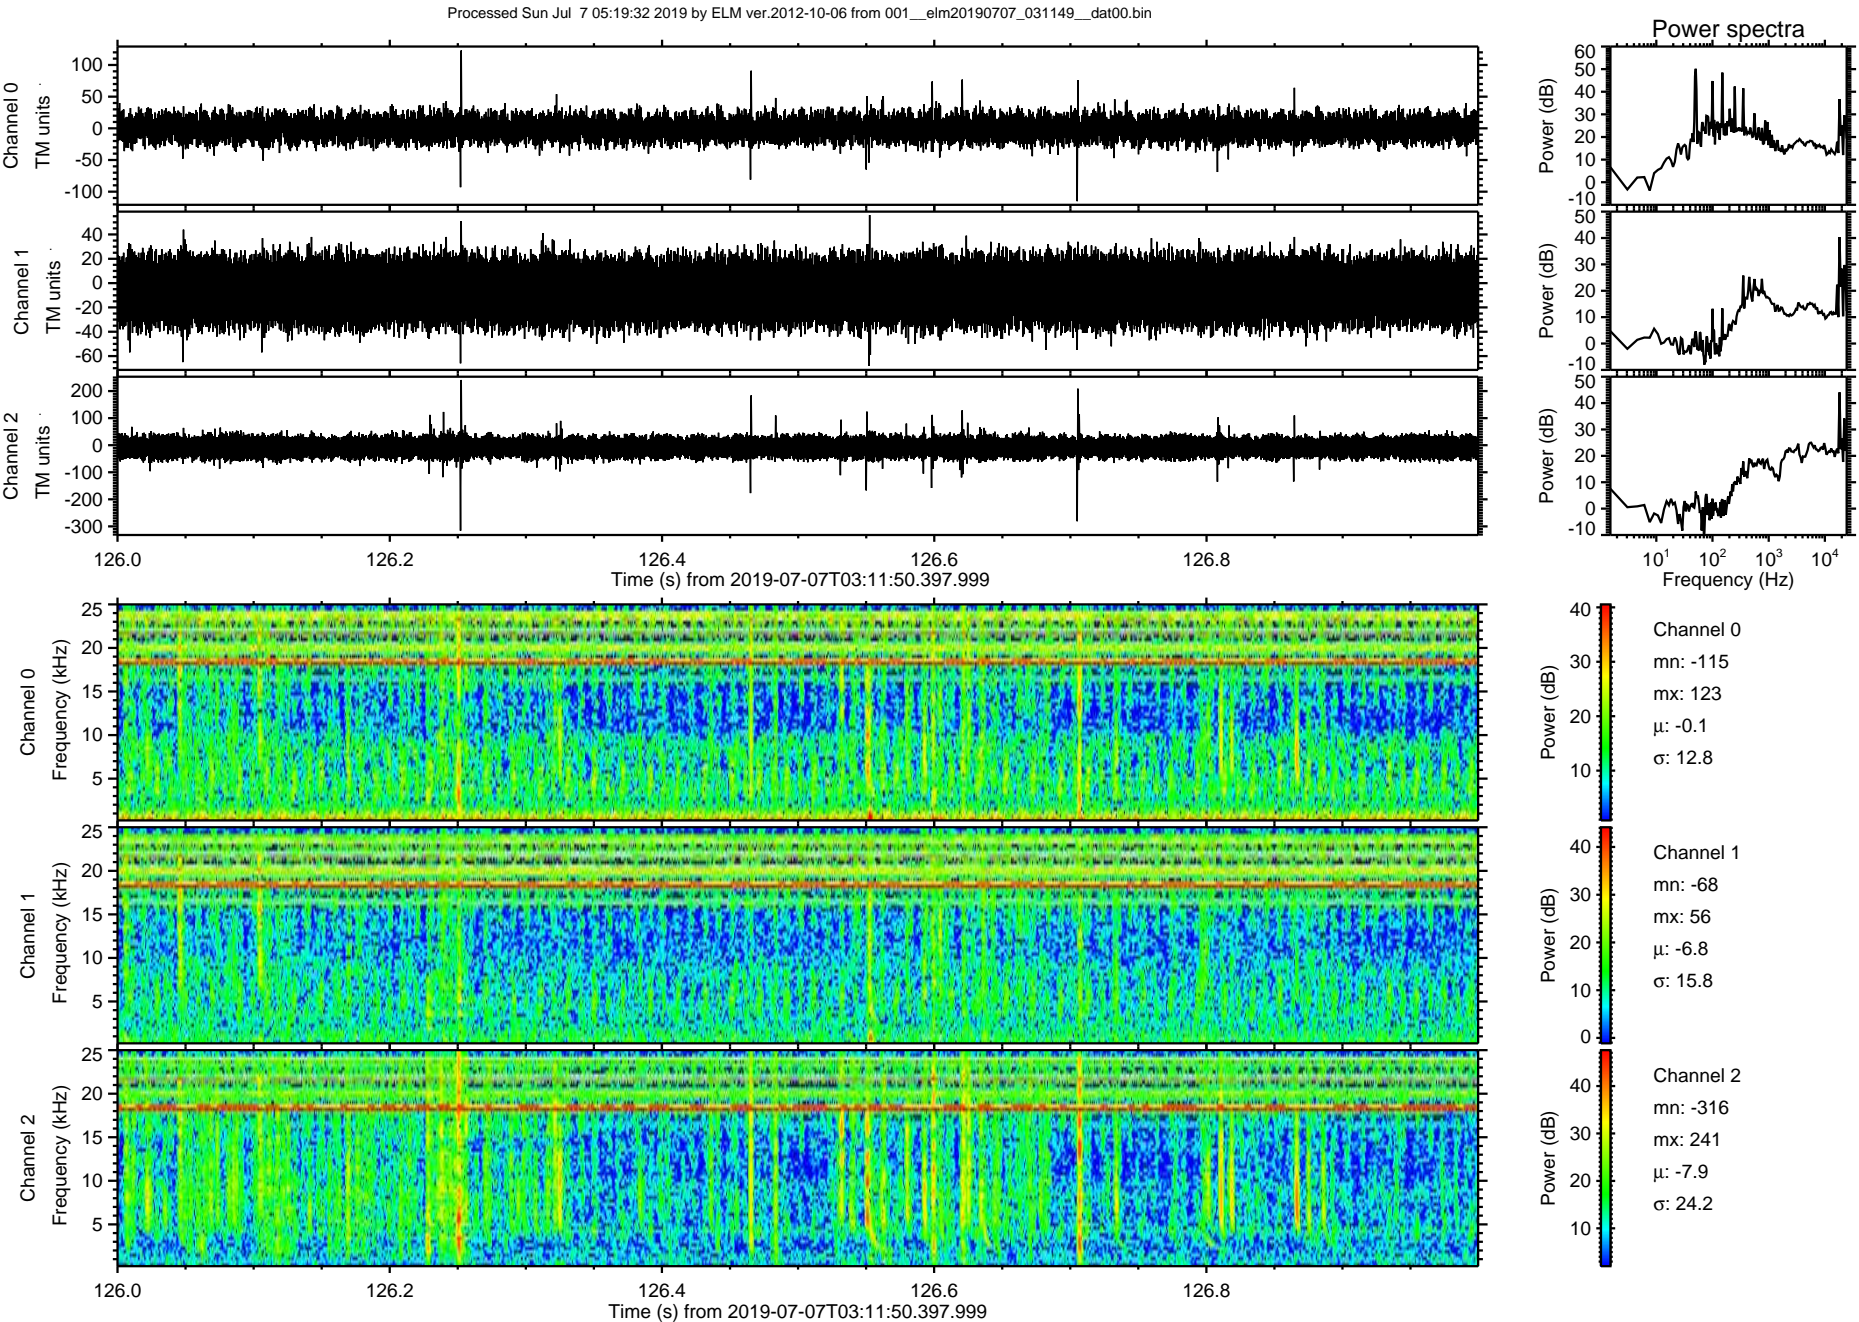 Processed Sun Jul 7 05:19:32 2019 by ELM ver.2012-10-06 from 001__elm20190707_031149__dat00.bin
Power spectra
Channel 0
TM units
100
50
0
-50
-100
Power (dB)
60
50
40
30
20
10
0
-10
Channel 1
TM units
40
20
0
-20
-40
-60
Power (dB)
50
40
30
20
10
0
-10
Channel 2
TM units
200
100
0
-100
-200
-300
Power (dB)
50
40
30
20
10
0
-10
126.0 126.2 126.4 126.6 126.8
Time (s) from 2019-07-07T03:11:50.397.999
10¹ 10² 10³ 10⁴
Frequency (Hz)
Channel 0
Frequency (kHz)
25
20
15
10
5
Power (dB)
40
30
20
10
Channel 0
mn: -115
mx: 123
μ: -0.1
σ: 12.8
Channel 1
Frequency (kHz)
25
20
15
10
5
Power (dB)
40
30
20
10
0
Channel 1
mn: -68
mx: 56
μ: -6.8
σ: 15.8
Channel 2
Frequency (kHz)
25
20
15
10
5
Power (dB)
40
30
20
10
Channel 2
mn: -316
mx: 241
μ: -7.9
σ: 24.2
126.0 126.2 126.4 126.6 126.8
Time (s) from 2019-07-07T03:11:50.397.999